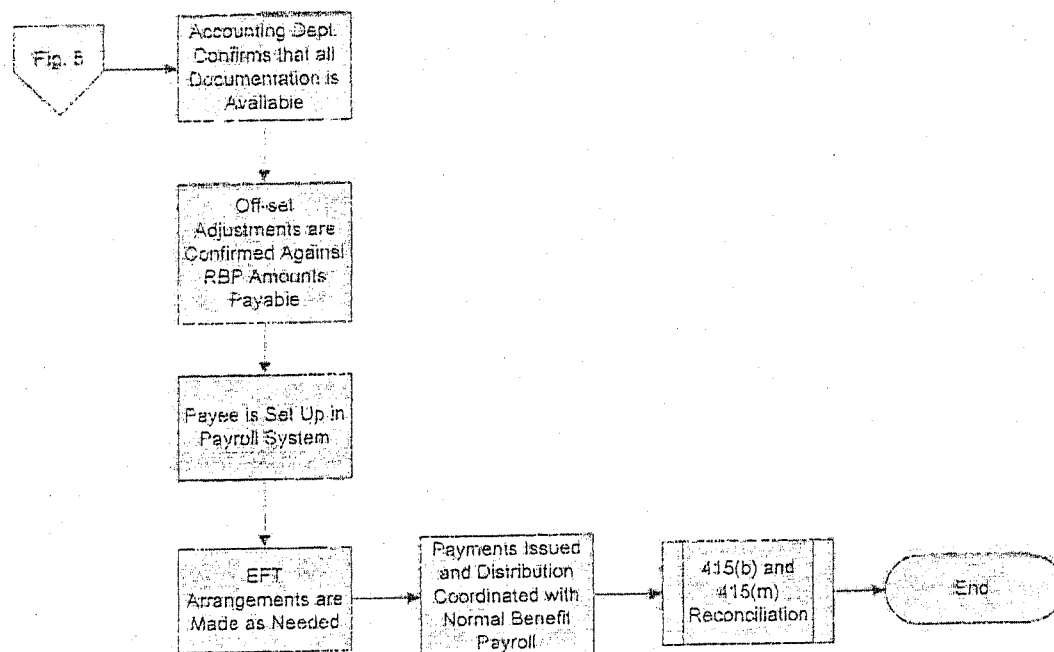 Fig. 5
Accounting Dept.
Confirms that all
Documentation is
Available
Off-set
Adjustments are
Confirmed Against
RBP Amounts
Payable
Payee is Set Up in
Payroll System
EFT
Arrangements are
Made as Needed
Payments Issued
and Distribution
Coordinated with
Normal Benefit
Payroll
415(b) and
415(m)
Reconciliation
End